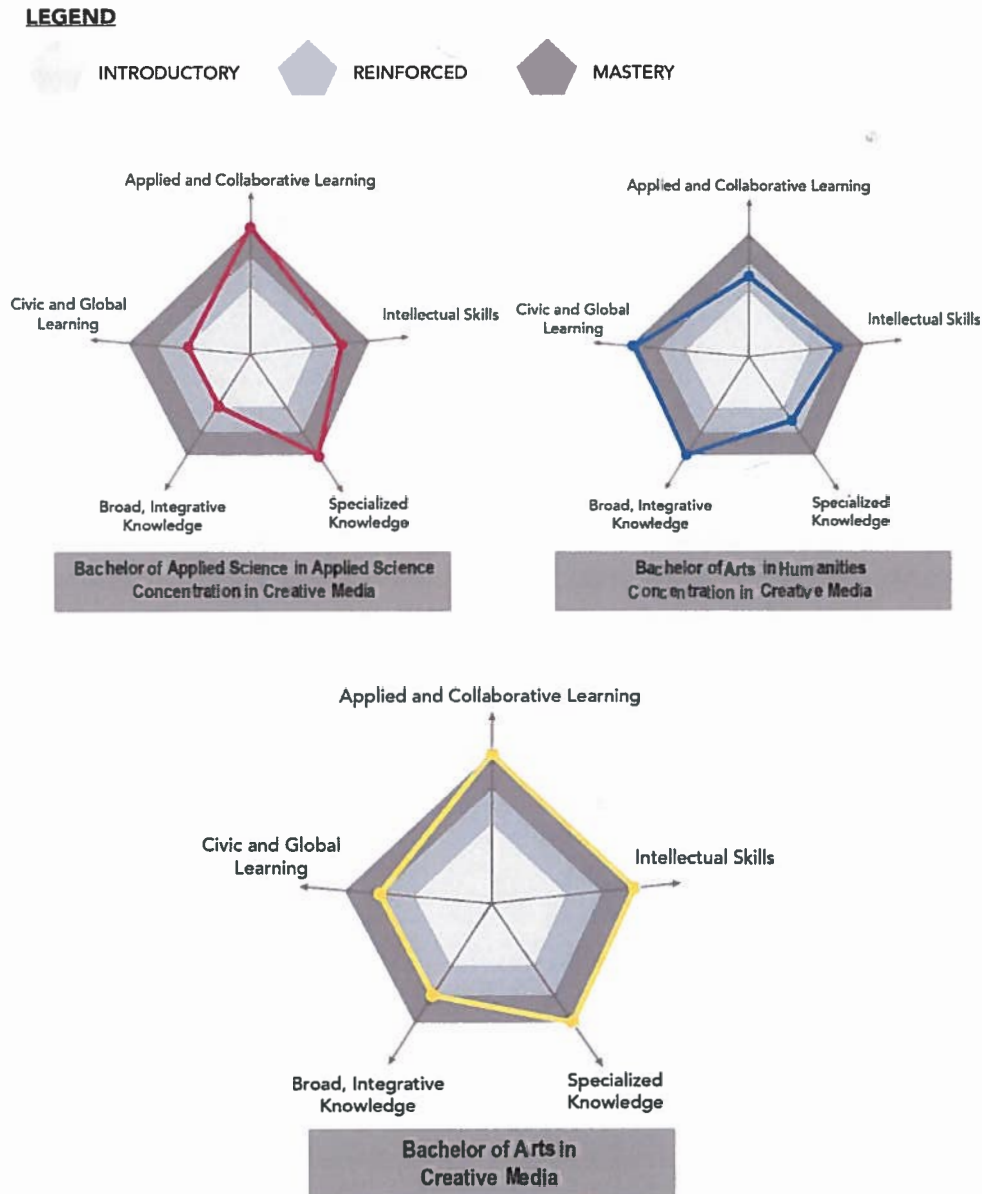 LEGEND
INTRODUCTORY
REINFORCED
MASTERY
Applied and Collaborative Learning
Civic and Global
Learning
Intellectual Skills
Broad, Integrative
Knowledge
Specialized
Knowledge
Bachelor of Applied Science in Applied Science
Concentration in Creative Media
Applied and Collaborative Learning
Civic and Global
Learning
Intellectual Skills
Broad, Integrative
Knowledge
Specialized
Knowledge
Bachelor of Arts in Humanities
Concentration in Creative Media
Applied and Collaborative Learning
Civic and Global
Learning
Intellectual Skills
Broad, Integrative
Knowledge
Specialized
Knowledge
Bachelor of Arts in
Creative Media